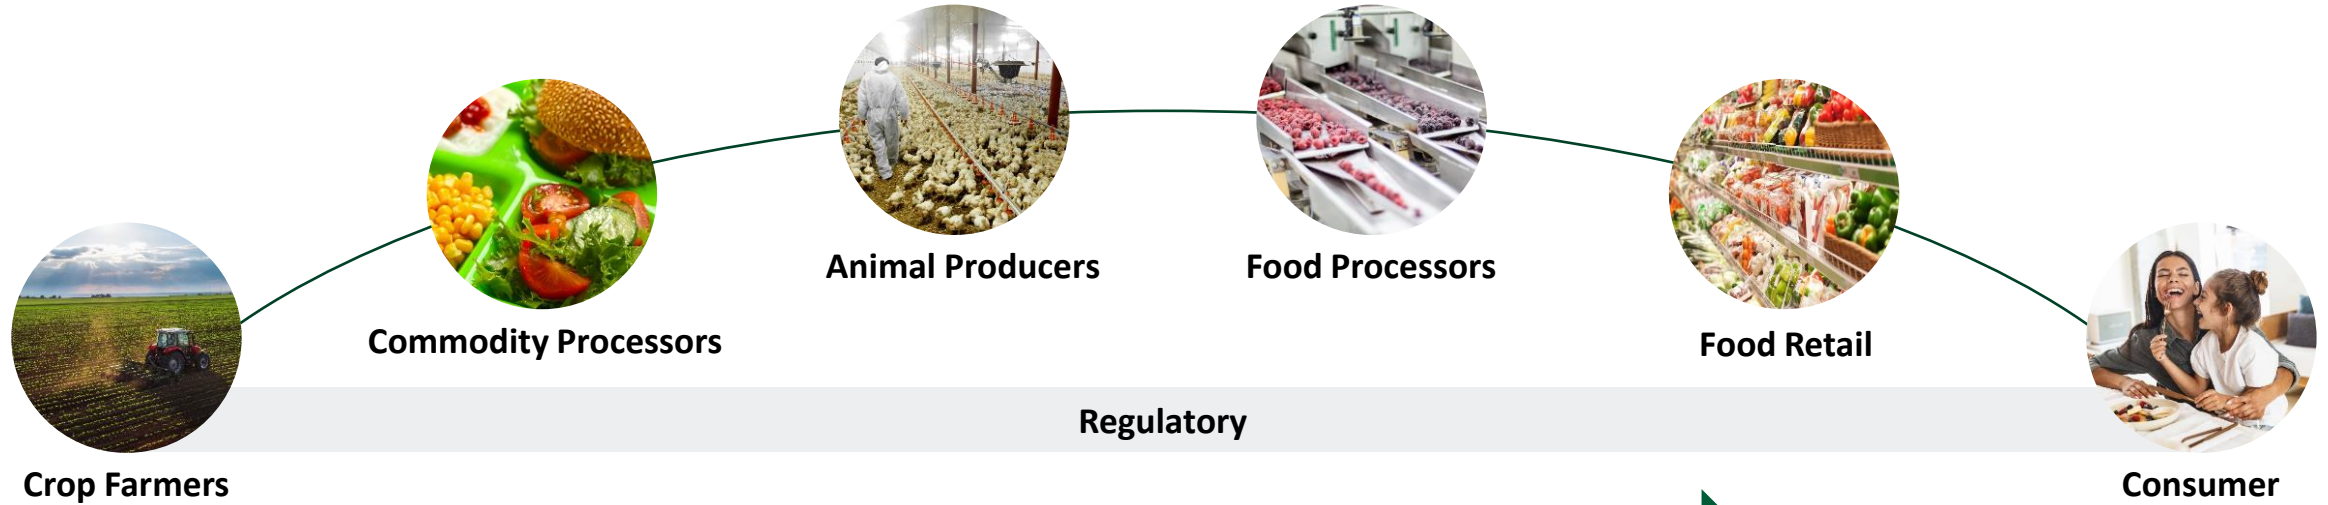 Crop Farmers
Commodity Processors
Animal Producers
Food Processors
Food Retail
Consumer
Regulatory